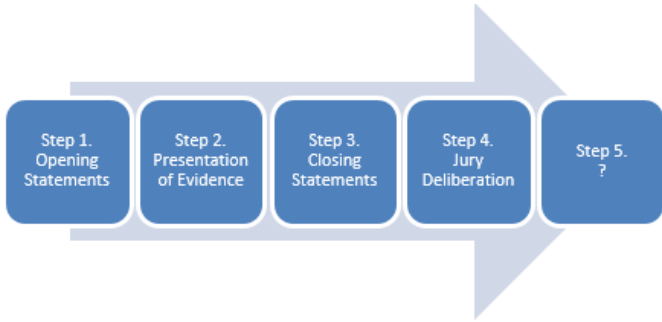 Step 1.
Opening
Statements
Step 2.
Presentation
of Evidence
Step 3.
Closing
Statements
Step 4.
Jury
Deliberation
Step 5.
?